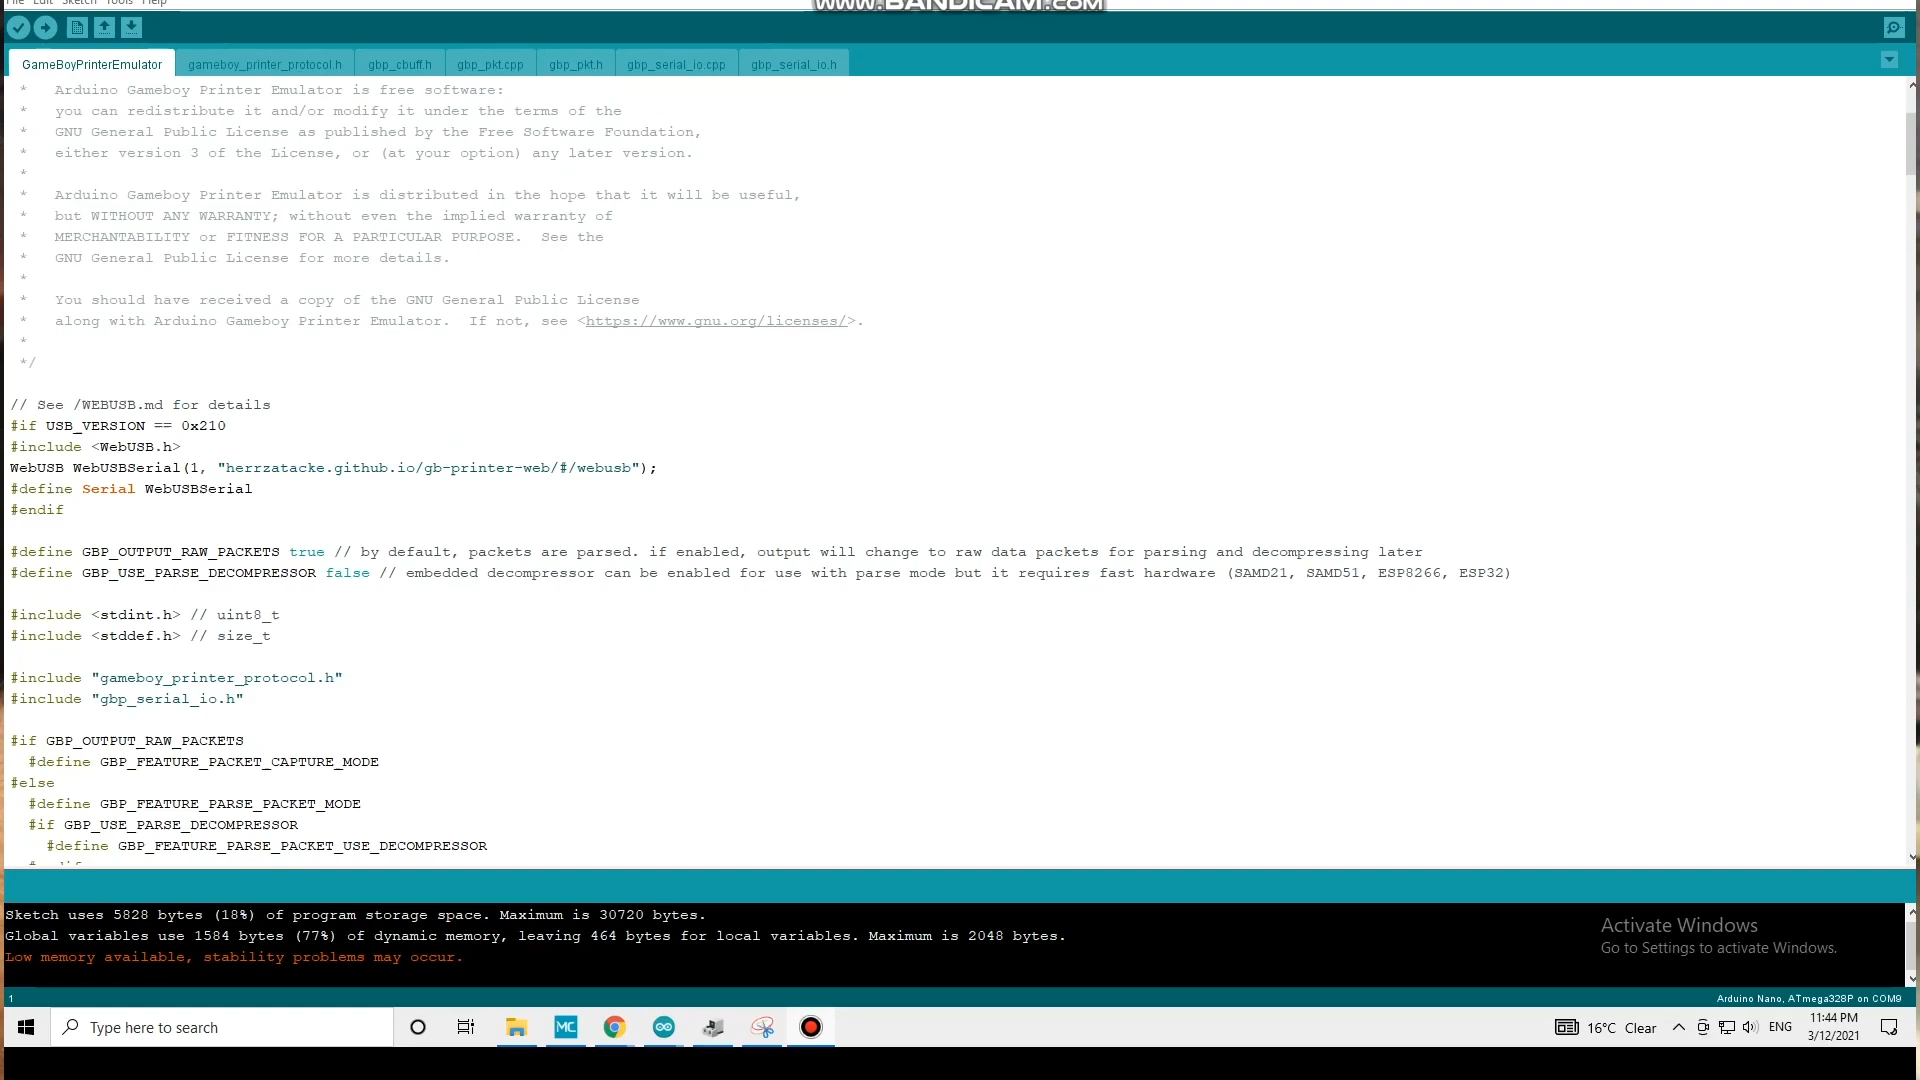 www.BANDICAM.com
File Edit Sketch Tools Help
GameBoyPrinterEmulator gameboy_printer_protocol.h gbp_cbuff.h gbp_pkt.cpp gbp_pkt.h gbp_serial_io.cpp gbp_serial_io.h
* Arduino Gameboy Printer Emulator is free software:
* you can redistribute it and/or modify it under the terms of the
* GNU General Public License as published by the Free Software Foundation,
* either version 3 of the License, or (at your option) any later version.
*
* Arduino Gameboy Printer Emulator is distributed in the hope that it will be useful,
* but WITHOUT ANY WARRANTY; without even the implied warranty of
* MERCHANTABILITY or FITNESS FOR A PARTICULAR PURPOSE.  See the
* GNU General Public License for more details.
*
* You should have received a copy of the GNU General Public License
* along with Arduino Gameboy Printer Emulator.  If not, see <https://www.gnu.org/licenses/>.
*
*/
// See /WEBUSB.md for details
#if USB_VERSION == 0x210
#include <WebUSB.h>
WebUSB WebUSBSerial(1, "herrzatacke.github.io/gb-printer-web/#/webusb");
#define Serial WebUSBSerial
#endif
#define GBP_OUTPUT_RAW_PACKETS true // by default, packets are parsed. if enabled, output will change to raw data packets for parsing and decompressing later
#define GBP_USE_PARSE_DECOMPRESSOR false // embedded decompressor can be enabled for use with parse mode but it requires fast hardware (SAMD21, SAMD51, ESP8266, ESP32)
#include <stdint.h> // uint8_t
#include <stddef.h> // size_t
#include "gameboy_printer_protocol.h"
#include "gbp_serial_io.h"
#if GBP_OUTPUT_RAW_PACKETS
#define GBP_FEATURE_PACKET_CAPTURE_MODE
#else
#define GBP_FEATURE_PARSE_PACKET_MODE
#if GBP_USE_PARSE_DECOMPRESSOR
#define GBP_FEATURE_PARSE_PACKET_USE_DECOMPRESSOR
Sketch uses 5828 bytes (18%) of program storage space. Maximum is 30720 bytes.
Global variables use 1584 bytes (77%) of dynamic memory, leaving 464 bytes for local variables. Maximum is 2048 bytes.
Low memory available, stability problems may occur.
Activate Windows
Go to Settings to activate Windows.
1
Arduino Nano, ATmega328P on COM9
Type here to search
MC
16°C Clear
ENG
11:44 PM
3/12/2021